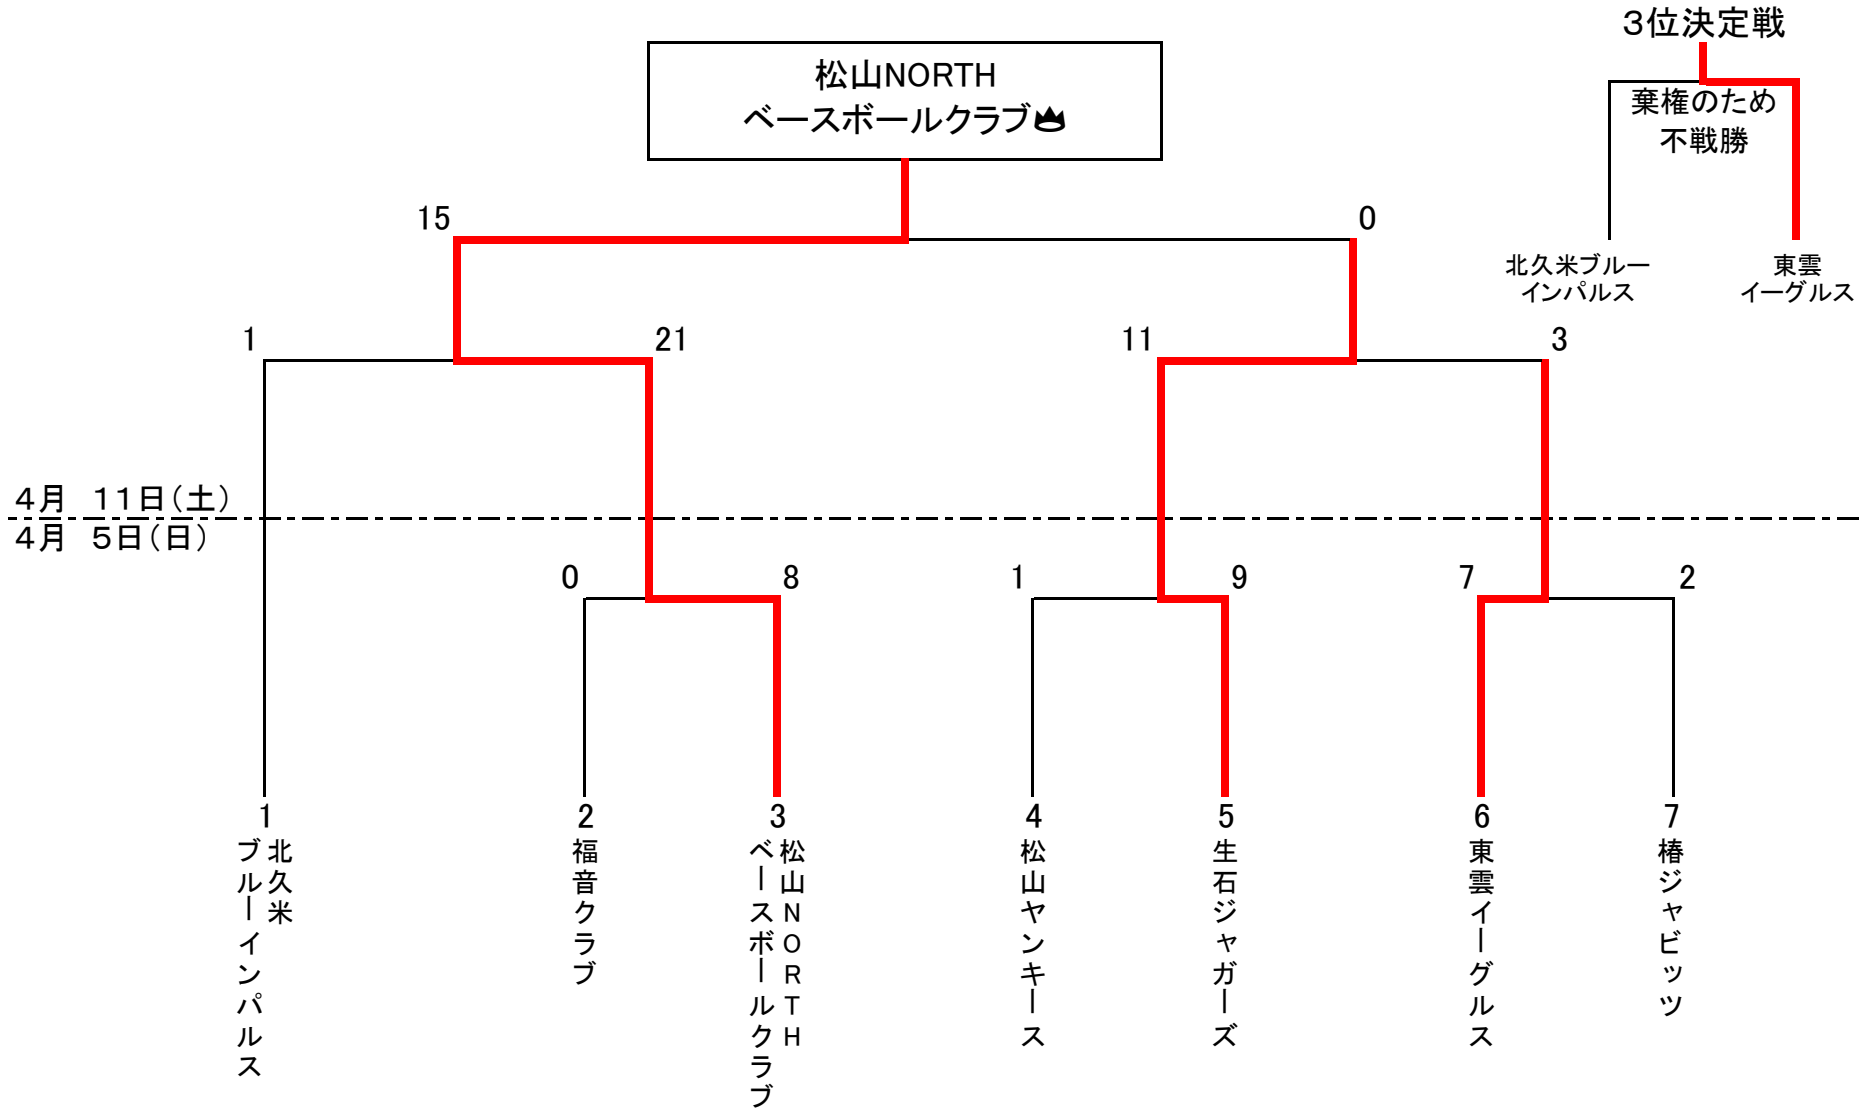 3位決定戦
松山NORTH
ベースボールクラブ
棄権のため
不戦勝
15
0
北久米ブルー
インパルス
東雲
イーグルス
1
21
11
3
4月 11日(土)
4月 5日(日)
0
8
1
9
7
2
1
2
3
4
5
6
7
北久米
ブルーインパルス
福音クラブ
松山NORTH
ベースボールクラブ
松山ヤンキース
生石ジャガーズ
東雲イーグルス
椿ジャビッツ